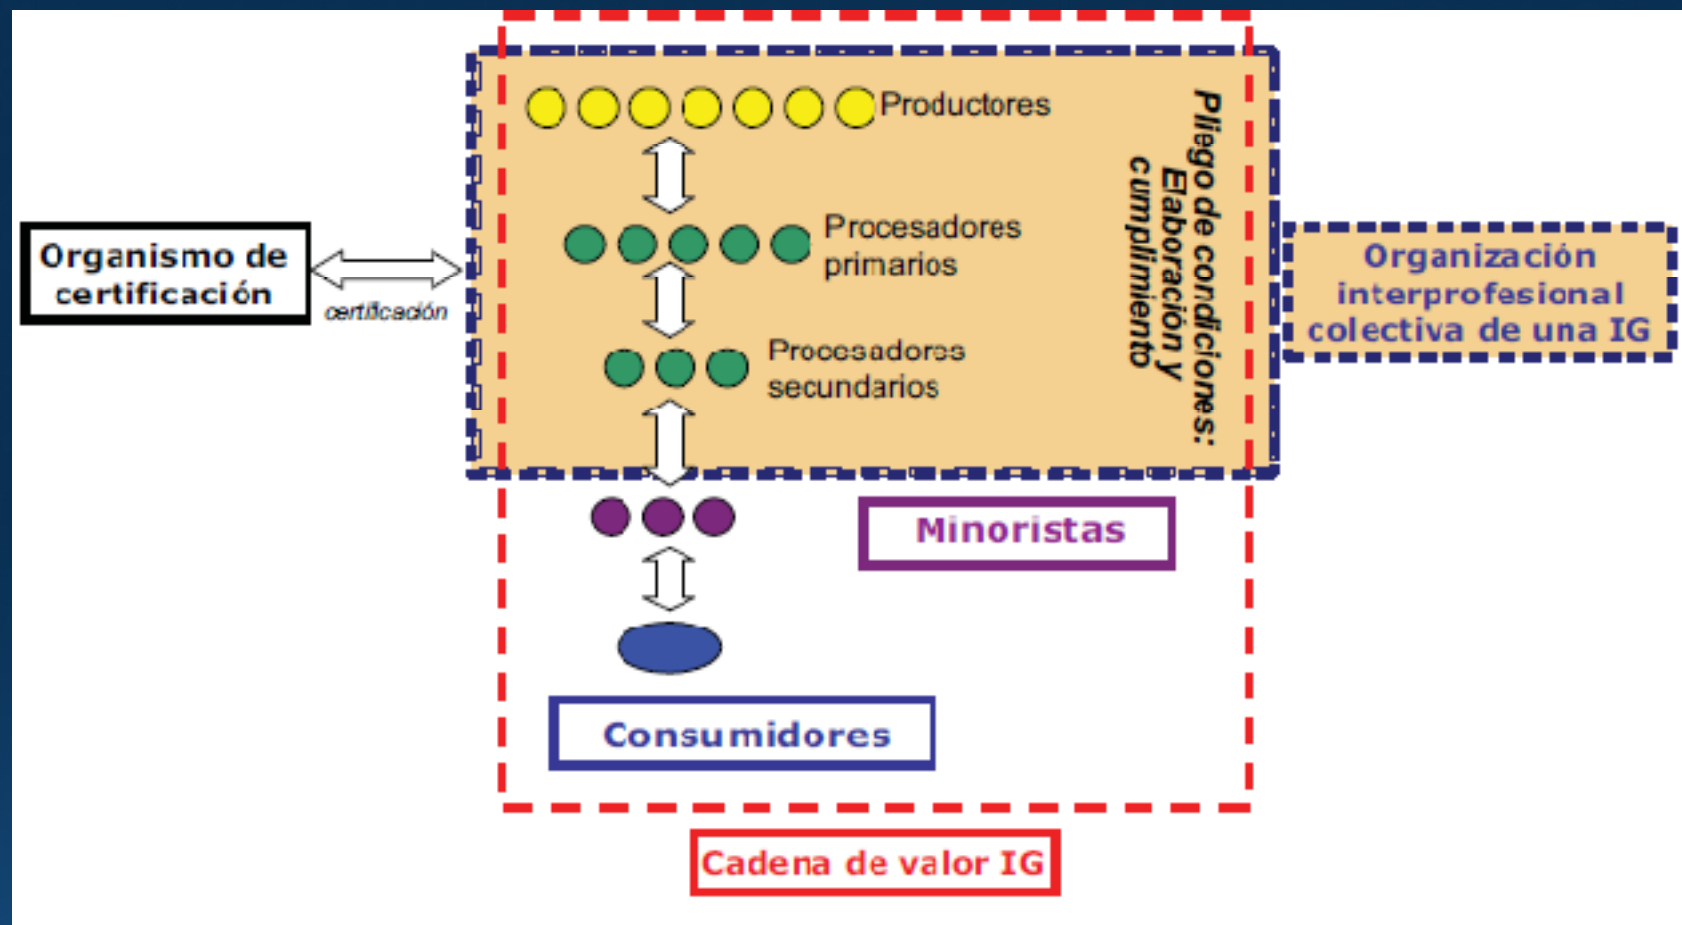 Productores
Pliego de condiciones:
Elaboración y
cumplimiento
Procesadores
primarios
Organismo de
certificación
certificación
Organización
interprofesional
colectiva de una IG
Procesadores
secundarios
Minoristas
Consumidores
Cadena de valor IG